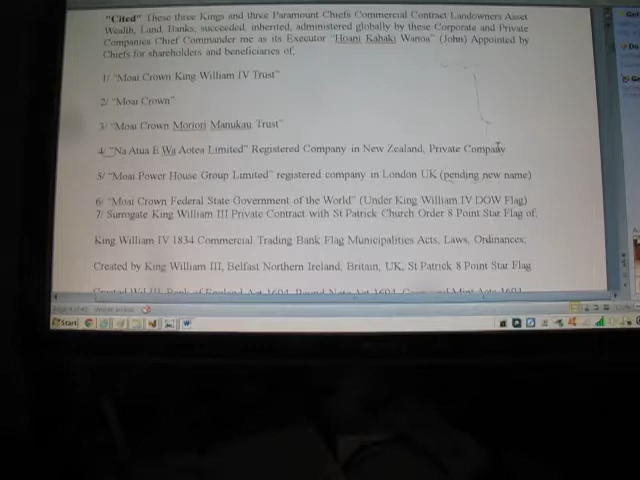 "Cited" These three Kings and three Paramount Chiefs Commercial Contract Landowners Asset
Wealth, Land, Banks, succeeded, inherited, administered globally by these Corporate and Private
Companies Chief Commander me as its Executor "Hoani Kahaki Wanoa" (John) Appointed by
Chiefs for shareholders and beneficiaries of,
1/ "Moai Crown King William IV Trust"
2/ "Moai Crown"
3/ "Moai Crown Moriori Manukau Trust"
4/ "Na Atua E Wa Aotea Limited" Registered Company in New Zealand, Private Company
5/ "Moai Power House Group Limited" registered company in London UK (pending new name)
6/ "Moai Crown Federal State Government of the World" (Under King William IV DOW Flag)
7/ Surrogate King William III Private Contract with St Patrick Church Order 8 Point Star Flag of,
King William IV 1834 Commercial Trading Bank Flag Municipalities Acts, Laws, Ordinances,
Created by King William III, Belfast Northern Ireland, Britain, UK, St Patrick 8 Point Star Flag
Start